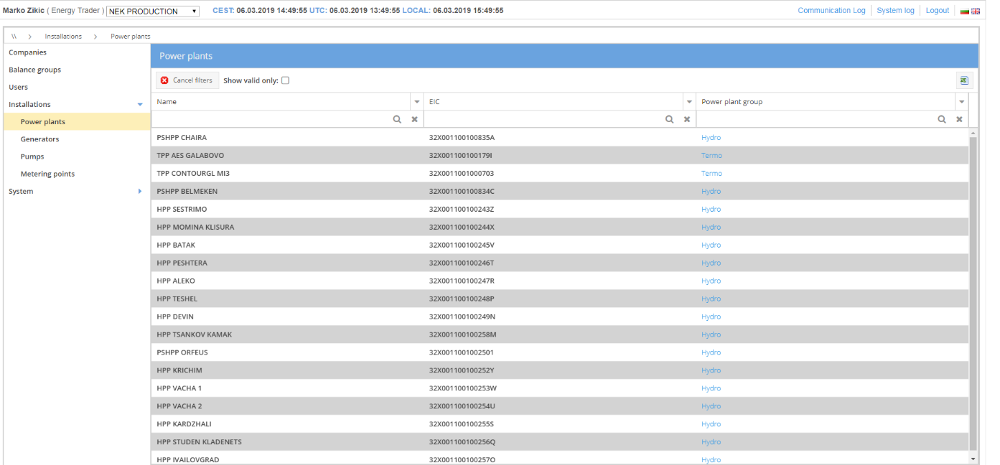 Marko Zikic ( Energy Trader ) NEK PRODUCTION CEST: 06.03.2019 14:49:55 UTC: 06.03.2019 13:49:55 LOCAL: 06.03.2019 15:49:55 Communication Log System log Logout
\\ > Installations > Power plants
Companies
Balance groups
Users
Installations
Power plants
Generators
Pumps
Metering points
System
Power plants
Cancel filters Show valid only:
Name EIC Power plant group
PSHPP CHAIRA 32X001100100835A Hydro
TPP AES GALABOVO 32X001100100179I Termo
TPP CONTOURGL MI3 32X001101000703 Termo
PSHPP BELMEKEN 32X001100100834C Hydro
HPP SESTRIMO 32X001100100243Z Hydro
HPP MOMINA KLISURA 32X001100100244X Hydro
HPP BATAK 32X001100100245V Hydro
HPP PESHTERA 32X001100100246T Hydro
HPP ALEKO 32X001100100247R Hydro
HPP TESHEL 32X001100100248P Hydro
HPP DEVIN 32X001100100249N Hydro
HPP TSANKOV KAMAK 32X001100100258M Hydro
PSHPP ORFEUS 32X0011001002501 Hydro
HPP KRICHIM 32X001100100252Y Hydro
HPP VACHA 1 32X001100100253W Hydro
HPP VACHA 2 32X001100100254U Hydro
HPP KARDZHALI 32X001100100255S Hydro
HPP STUDEN KLADENETS 32X001100100256Q Hydro
HPP IVAILOVGRAD 32X001100100257O Hydro